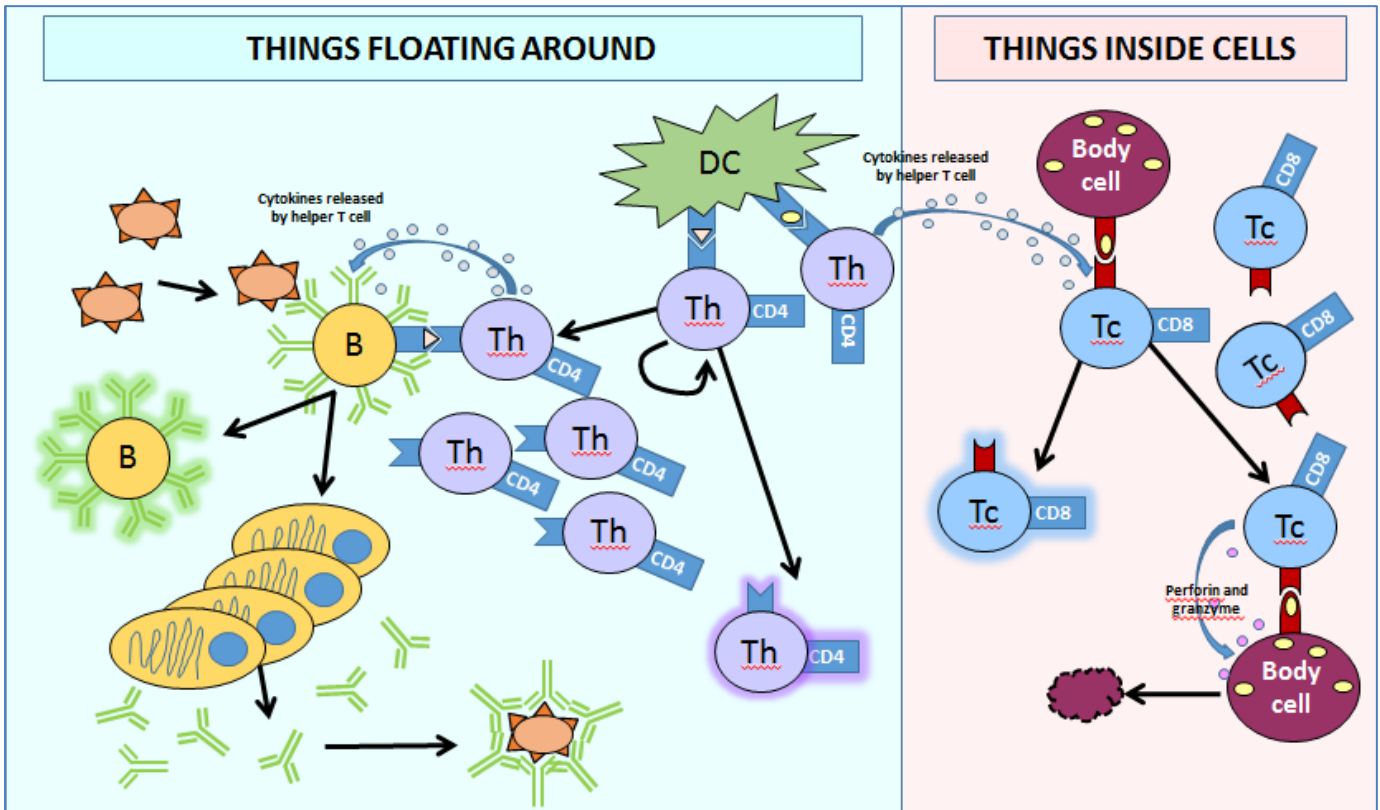 THINGS FLOATING AROUND
THINGS INSIDE CELLS
DC
Cytokines released
by helper T cell
Cytokines released
by helper T cell
Body
cell
CD8
Tc
Th
CD4
Th
CD4
B
Th
CD4
Tc
CD8
CD8
Tc
B
Th
CD4
Th
CD4
Th
CD4
Tc
CD8
CD8
Tc
Perforin and
granzyme
Th
CD4
Body
cell